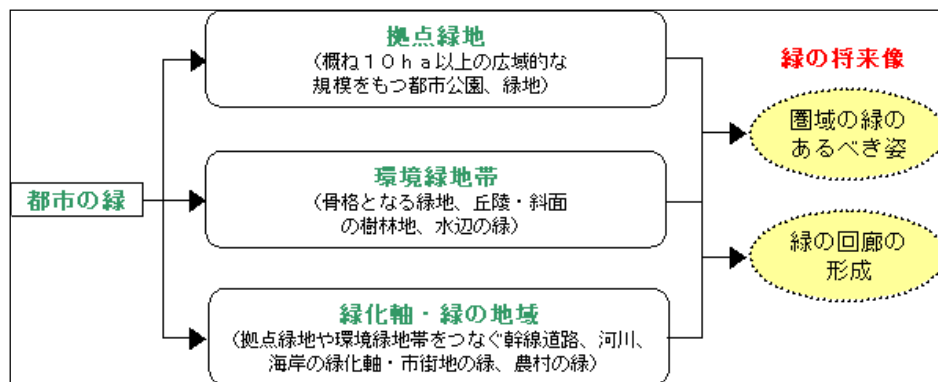 都市の緑
拠点緑地
（概ね１０ｈａ以上の広域的な
規模をもつ都市公園、緑地）
環境緑地帯
（骨格となる緑地、丘陵・斜面
の樹林地、水辺の緑）
緑化軸・緑の地域
（拠点緑地や環境緑地帯をつなぐ幹線道路、河川、
海岸の緑化軸・市街地の緑、農村の緑）
緑の将来像
圏域の緑の
あるべき姿
緑の回廊の
形成